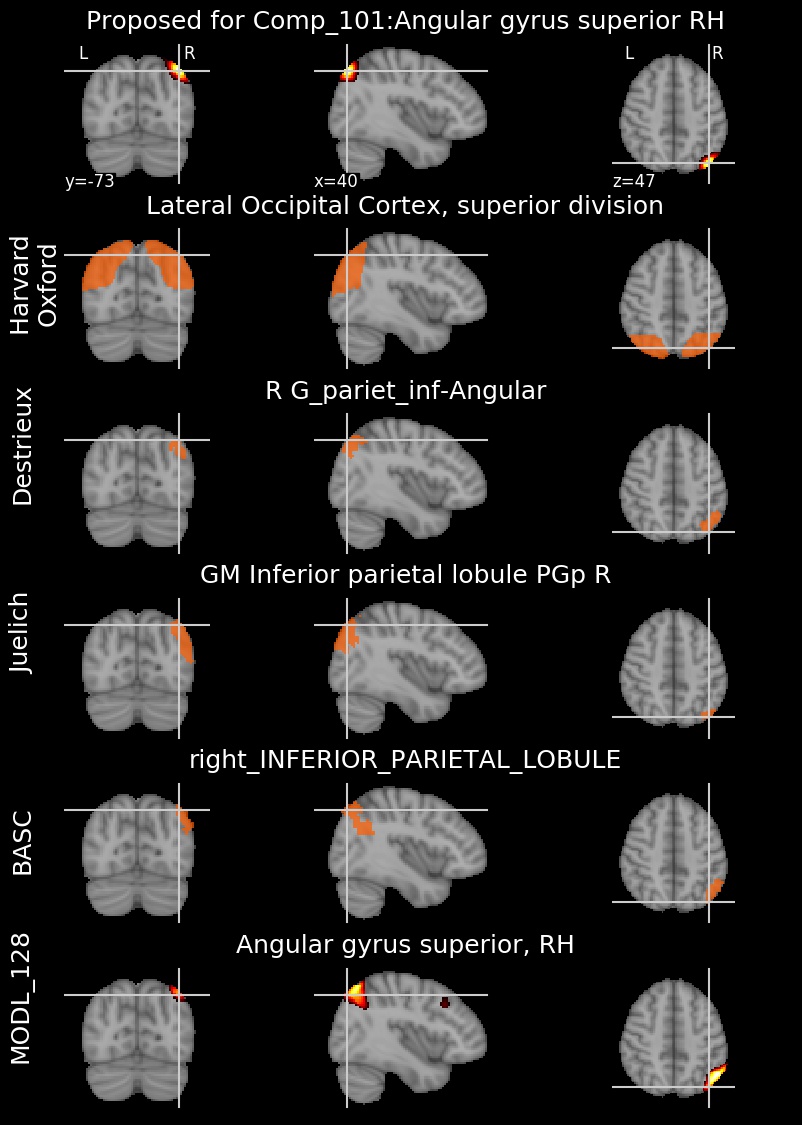 Proposed for Comp_101:Angular gyrus superior RH
L R L R
y=-73 x=40 z=47
Lateral Occipital Cortex, superior division
Harvard
Oxford
R G_pariet_inf-Angular
Destrieux
GM Inferior parietal lobule PGp R
Juelich
right_INFERIOR_PARIETAL_LOBULE
BASC
Angular gyrus superior, RH
MODL_128